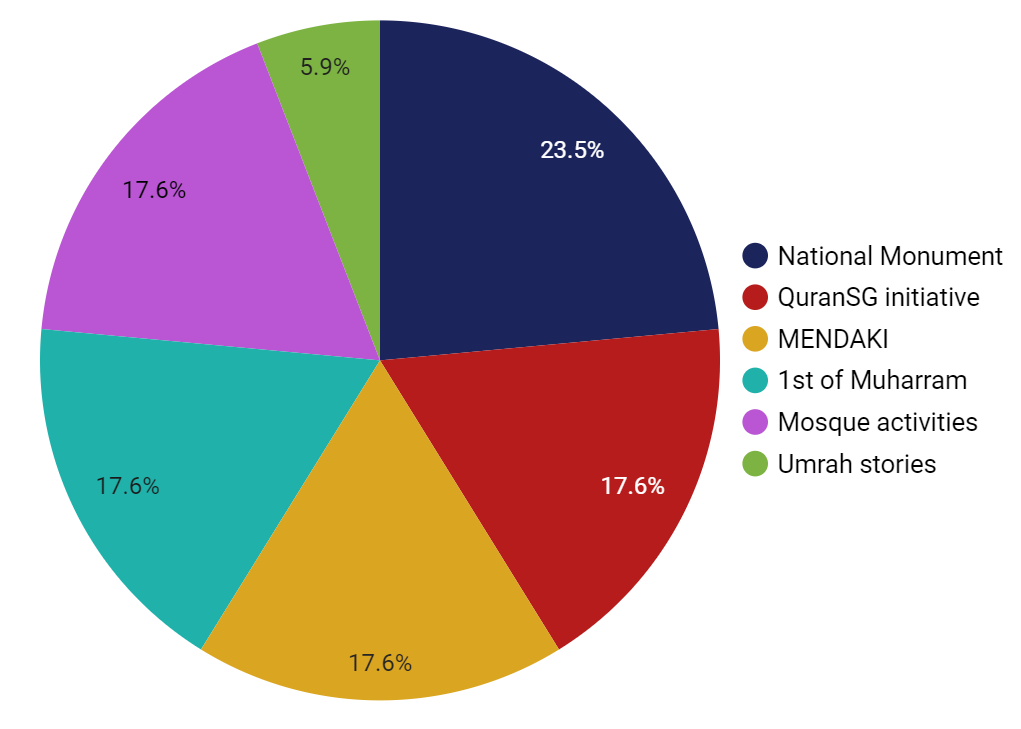 5.9%
23.5%
17.6%
17.6%
17.6%
17.6%
National Monument
QuranSG initiative
MENDAKI
1st of Muharram
Mosque activities
Umrah stories